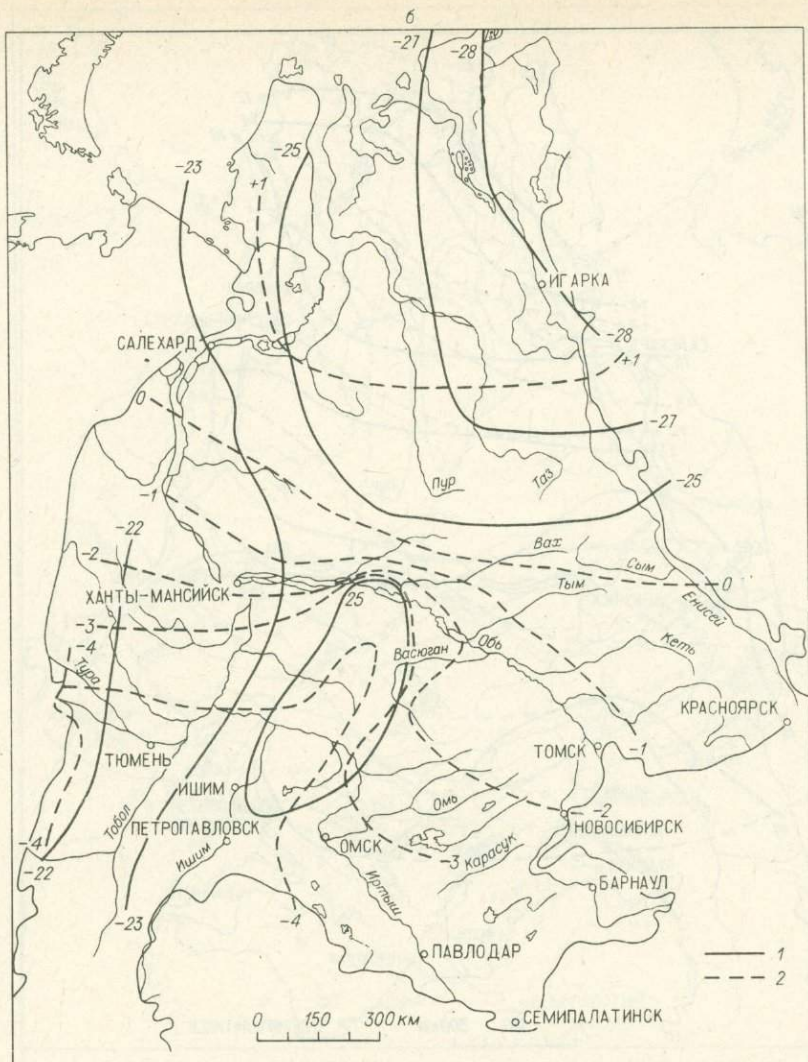 б
-27
-28
-23
-25
+1
ИГАРКА
САЛЕХАРД
-28
+1
0
-27
Пур
Таз
-25
-1
-22
-2
Вах
Сым
0
ХАНТЫ-МАНСИЙСК
25
Тым
Енисей
-3
-4
Васюган
Обь
Кеть
Тура
КРАСНОЯРСК
ТЮМЕНЬ
ТОМСК
-1
ИШИМ
Тобол
Омь
-2
НОВОСИБИРСК
ПЕТРОПАВЛОВСК
-4
-22
Ишим
ОМСК
-3
Карасук
Иртыш
БАРНАУЛ
-23
-4
ПАВЛОДАР
1
2
0 150 300 км
СЕМИПАЛАТИНСК